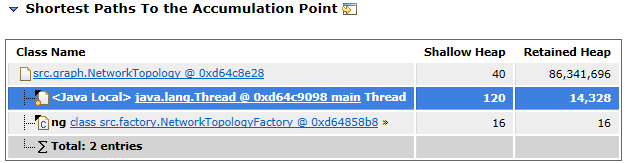 Shortest Paths To the Accumulation Point
Class Name Shallow Heap Retained Heap
src.graph.NetworkTopology @ 0xd64c8e28 40 86,341,696
<Java Local> java.lang.Thread @ 0xd64c9098 main Thread 120 14,328
ng class src.factory.NetworkTopologyFactory @ 0xd64858b8 » 16 16
∑ Total: 2 entries